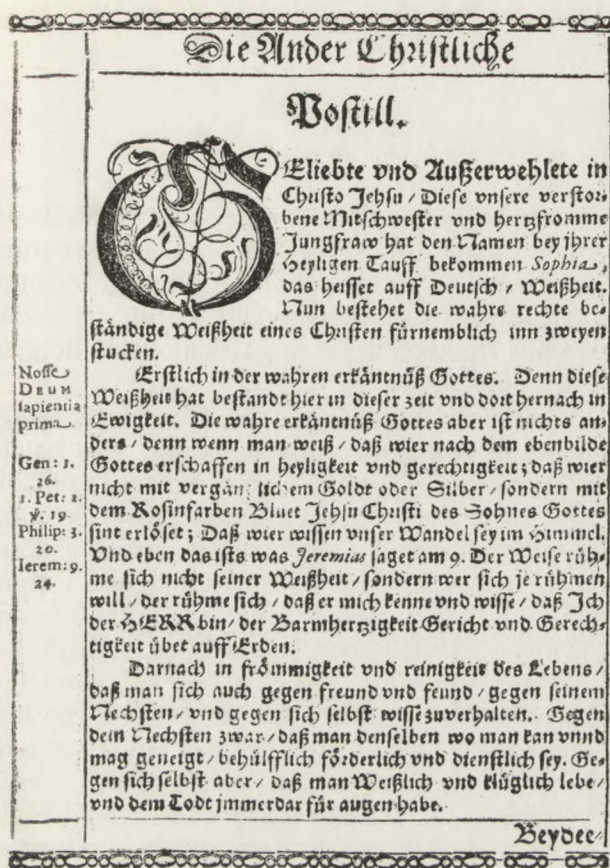 Die Ander Christliche
Postill.
GEliebte vnd Außerwehlete in
Christo Jehsu / Diese vnsere verstor-
bene Mitschwester vnd hertzfromme
Jungfraw hat den Namen bey jhrer
Heyligen Tauff bekommen Sophia,
das heisset auff Deutsch / Weißheit.
Nun bestehet die wahre rechte be-
ständige Weißheit eines Christen fürnemblich inn zweyen
stucken.
Erstlich in der wahren erkäntnüß Gottes. Denn diese
Weißheit hat bestandt hier in dieser zeit vnd dort hernach in
Ewigkeit. Die wahre erkäntnüß Gottes aber ist nichts an-
ders / denn wenn man weiß / daß wier nach dem ebenbilde
Gottes erschaffen in heyligkeit vnd gerechtigkeit; daß wier
nicht mit vergänglichem Goldt oder Silber / sondern mit
dem Rosinfarben Bluet Jehsu Christi des Sohnes Gottes
sint erlöset; Daß wier wissen vnser Wandel sey im Himmel.
Vnd eben das ists was Jeremias saget am 9. Der Weise rüh-
me sich nicht seiner Weißheit / sondern wer sich je rühmen
will / der rühme sich / daß er mich kenne vnd wisse / daß Ich
der HERR bin / der Barmhertzigkeit Gericht vnd Gerech-
tigkeit übet auff Erden.
Darnach in frömmigkeit vnd reinigkeit des Lebens /
daß man sich auch gegen freund vnd feund / gegen seinem
Nechsten / vnd gegen sich selbst wisse zuverhalten. Gegen
dem Nechsten zwar / daß man denselben wo man kan vnnd
mag geneigt / behülfflich förderlich vnd dienstlich sey. Ge-
gen sich selbst aber / daß man Weißlich vnd klüglich lebe /
vnd dem Todt jmmerdar für augen habe.
Beydee
Nosse
DEUM
sapientia
prima.
Gen: 1.
26.
1. Pet: 1.
℣. 19.
Philip: 3.
20.
Ierem: 9.
24.